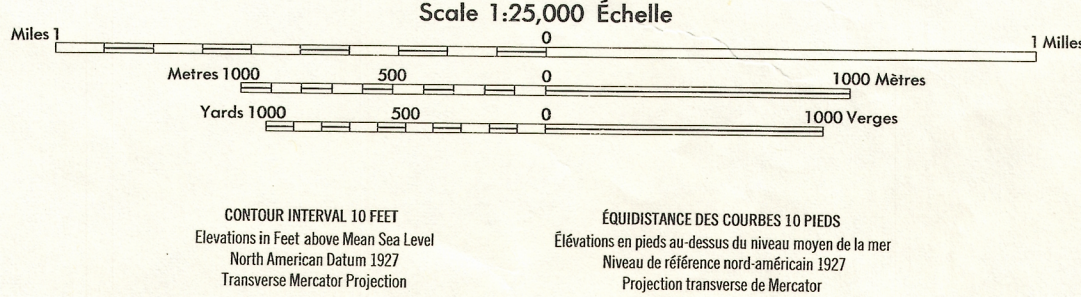 Scale 1:25,000 Échelle
Miles 1 0 1 Milles
Metres 1000 500 0 1000 Mètres
Yards 1000 500 0 1000 Verges
CONTOUR INTERVAL 10 FEET
Elevations in Feet above Mean Sea Level
North American Datum 1927
Transverse Mercator Projection
ÉQUIDISTANCE DES COURBES 10 PIEDS
Élévations en pieds au-dessus du niveau moyen de la mer
Niveau de référence nord-américain 1927
Projection transverse de Mercator